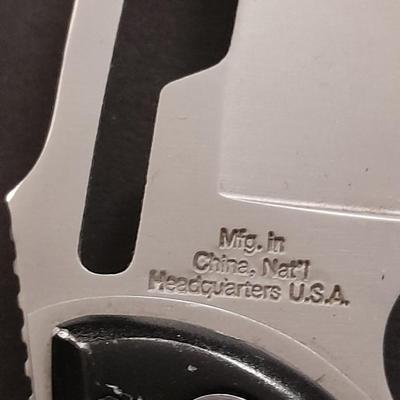 Mfg. in
China, Nat'l
Headquarters U.S.A.